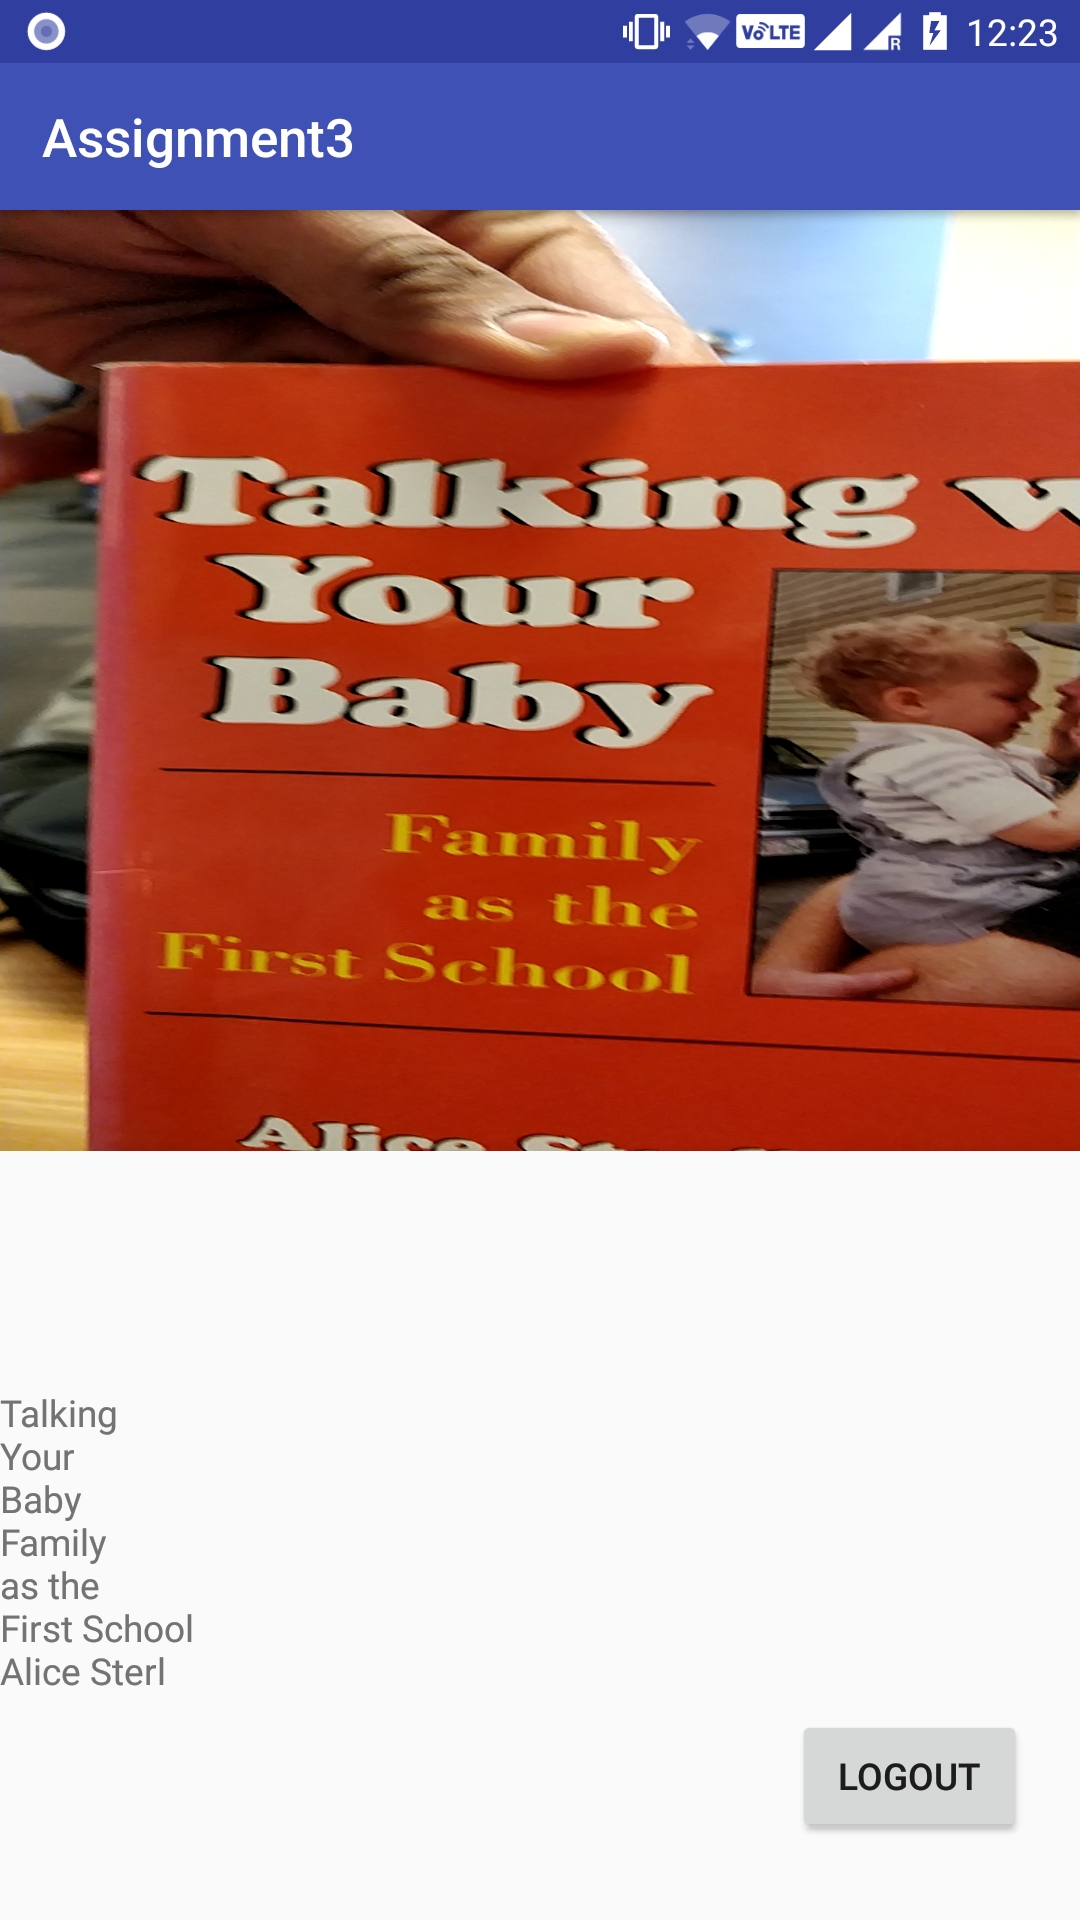 VoLTE
R
12:23
Assignment3
Talking w
Your
Baby
Family
as the
First School
Alice St
Talking
Your
Baby
Family
as the
First School
Alice Sterl
LOGOUT